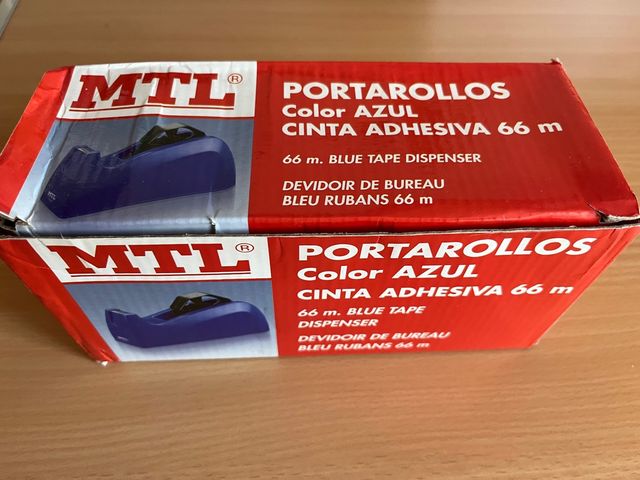 MTL®
PORTAROLLOS
Color AZUL
CINTA ADHESIVA 66 m
66 m. BLUE TAPE DISPENSER
DEVIDOIR DE BUREAU
BLEU RUBANS 66 m
MTL®
PORTAROLLOS
Color AZUL
CINTA ADHESIVA 66 m
66 m. BLUE TAPE
DISPENSER
DEVIDOIR DE BUREAU
BLEU RUBANS 66 m